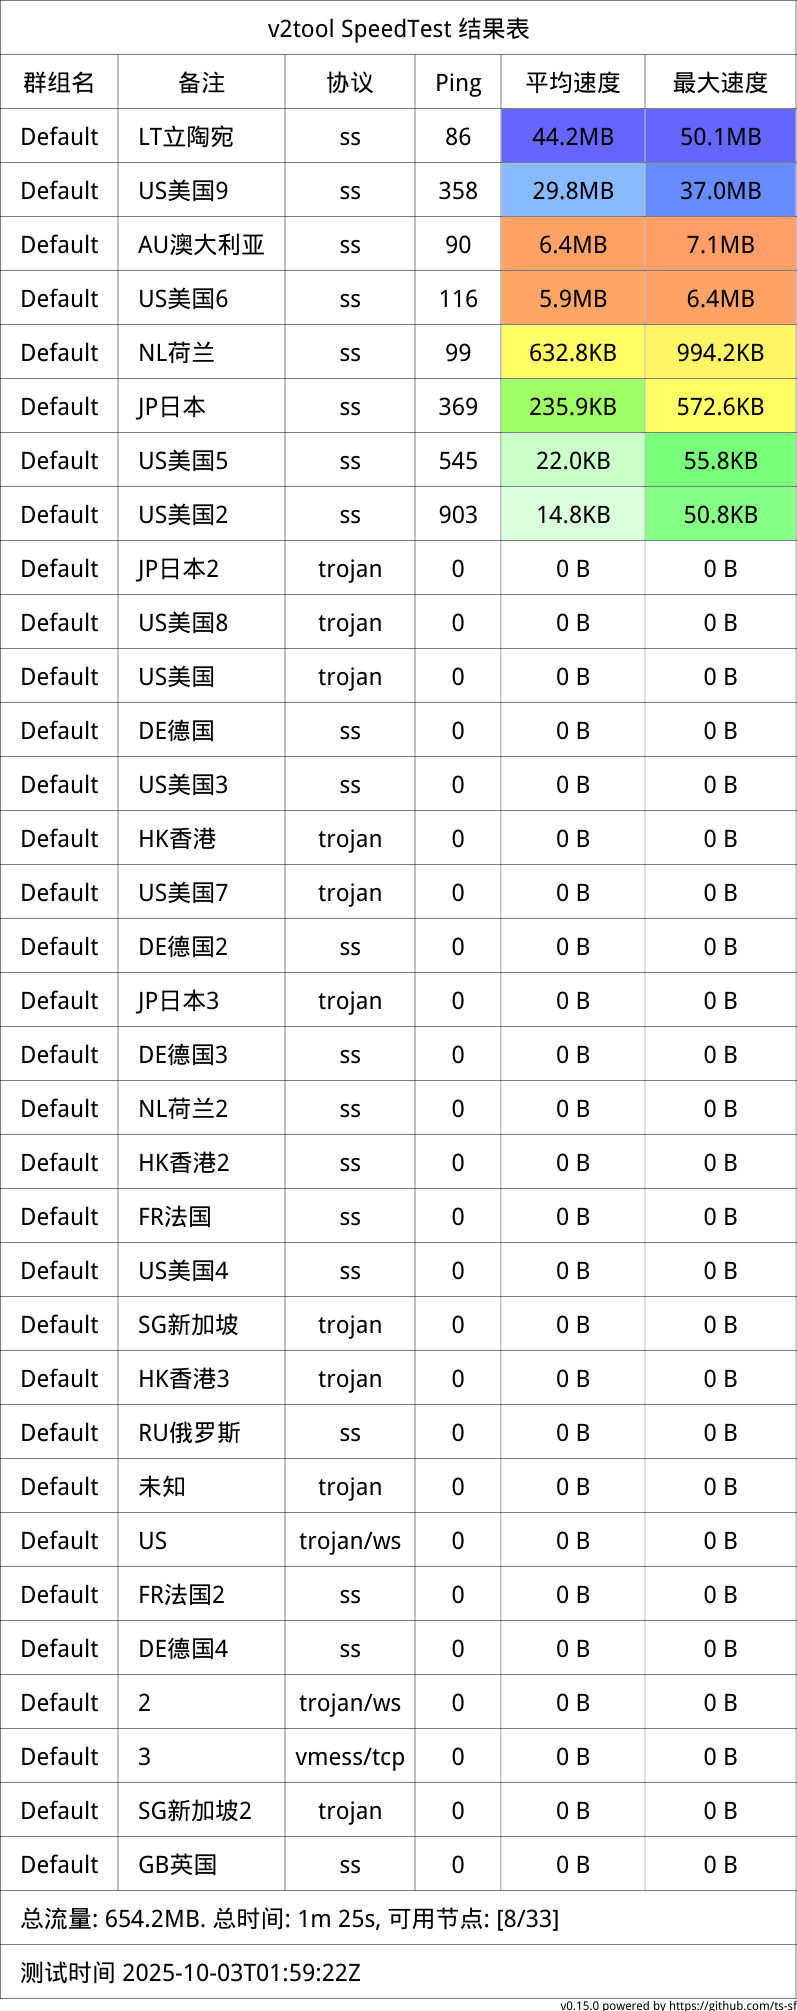 v2tool SpeedTest 结果表
群组名 备注 协议 Ping 平均速度 最大速度
Default LT立陶宛 ss 86 44.2MB 50.1MB
Default US美国9 ss 358 29.8MB 37.0MB
Default AU澳大利亚 ss 90 6.4MB 7.1MB
Default US美国6 ss 116 5.9MB 6.4MB
Default NL荷兰 ss 99 632.8KB 994.2KB
Default JP日本 ss 369 235.9KB 572.6KB
Default US美国5 ss 545 22.0KB 55.8KB
Default US美国2 ss 903 14.8KB 50.8KB
Default JP日本2 trojan 0 0 B 0 B
Default US美国8 trojan 0 0 B 0 B
Default US美国 trojan 0 0 B 0 B
Default DE德国 ss 0 0 B 0 B
Default US美国3 ss 0 0 B 0 B
Default HK香港 trojan 0 0 B 0 B
Default US美国7 trojan 0 0 B 0 B
Default DE德国2 ss 0 0 B 0 B
Default JP日本3 trojan 0 0 B 0 B
Default DE德国3 ss 0 0 B 0 B
Default NL荷兰2 ss 0 0 B 0 B
Default HK香港2 ss 0 0 B 0 B
Default FR法国 ss 0 0 B 0 B
Default US美国4 ss 0 0 B 0 B
Default SG新加坡 trojan 0 0 B 0 B
Default HK香港3 trojan 0 0 B 0 B
Default RU俄罗斯 ss 0 0 B 0 B
Default 未知 trojan 0 0 B 0 B
Default US trojan/ws 0 0 B 0 B
Default FR法国2 ss 0 0 B 0 B
Default DE德国4 ss 0 0 B 0 B
Default 2 trojan/ws 0 0 B 0 B
Default 3 vmess/tcp 0 0 B 0 B
Default SG新加坡2 trojan 0 0 B 0 B
Default GB英国 ss 0 0 B 0 B
总流量: 654.2MB. 总时间: 1m 25s, 可用节点: [8/33]
测试时间 2025-10-03T01:59:22Z
v0.15.0 powered by https://github.com/ts-sf